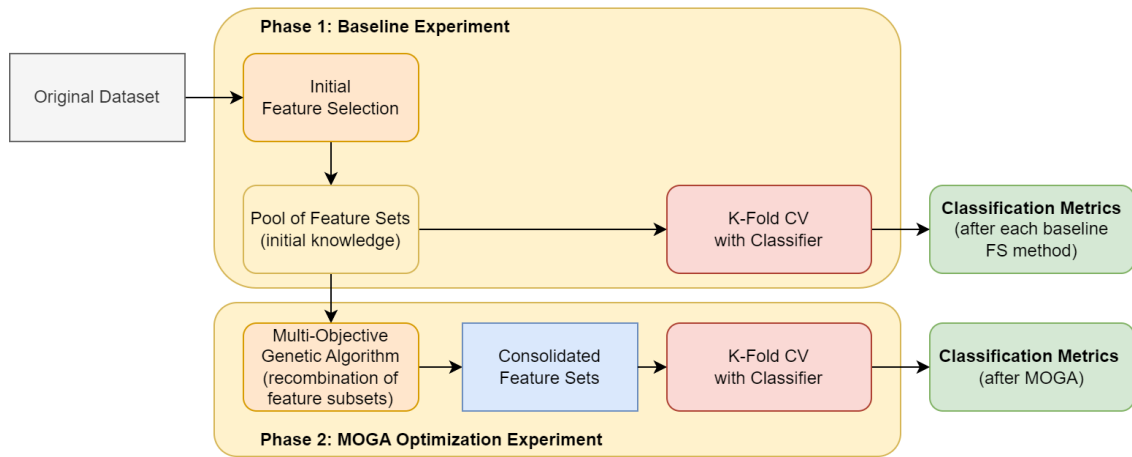 Phase 1: Baseline Experiment
Original Dataset
Initial
Feature Selection
Pool of Feature Sets
(initial knowledge)
K-Fold CV
with Classifier
Classification Metrics
(after each baseline
FS method)
Multi-Objective
Genetic Algorithm
(recombination of
feature subsets)
Consolidated
Feature Sets
K-Fold CV
with Classifier
Classification Metrics
(after MOGA)
Phase 2: MOGA Optimization Experiment